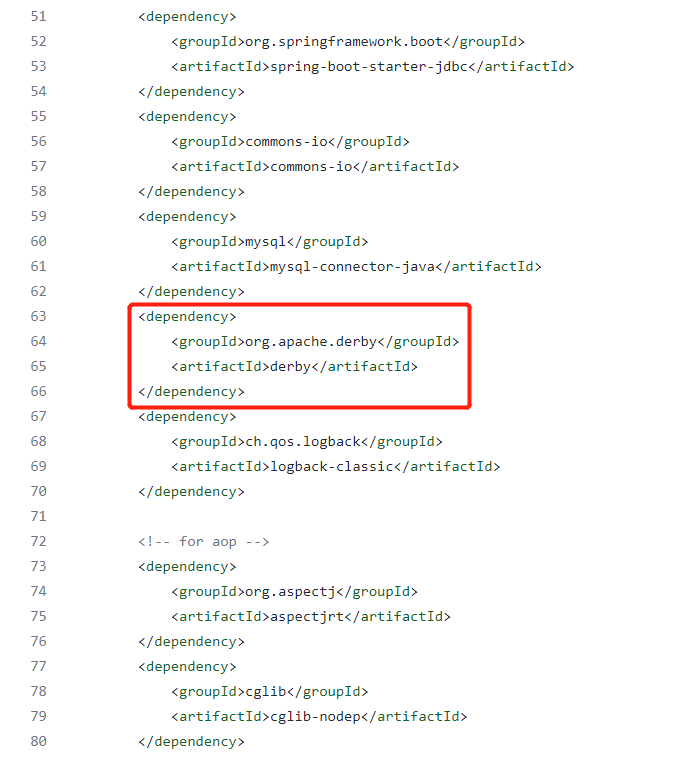 51 <dependency>
52 <groupId>org.springframework.boot</groupId>
53 <artifactId>spring-boot-starter-jdbc</artifactId>
54 </dependency>
55 <dependency>
56 <groupId>commons-io</groupId>
57 <artifactId>commons-io</artifactId>
58 </dependency>
59 <dependency>
60 <groupId>mysql</groupId>
61 <artifactId>mysql-connector-java</artifactId>
62 </dependency>
63 <dependency>
64 <groupId>org.apache.derby</groupId>
65 <artifactId>derby</artifactId>
66 </dependency>
67 <dependency>
68 <groupId>ch.qos.logback</groupId>
69 <artifactId>logback-classic</artifactId>
70 </dependency>
71
72 <!-- for aop -->
73 <dependency>
74 <groupId>org.aspectj</groupId>
75 <artifactId>aspectjrt</artifactId>
76 </dependency>
77 <dependency>
78 <groupId>cglib</groupId>
79 <artifactId>cglib-nodep</artifactId>
80 </dependency>